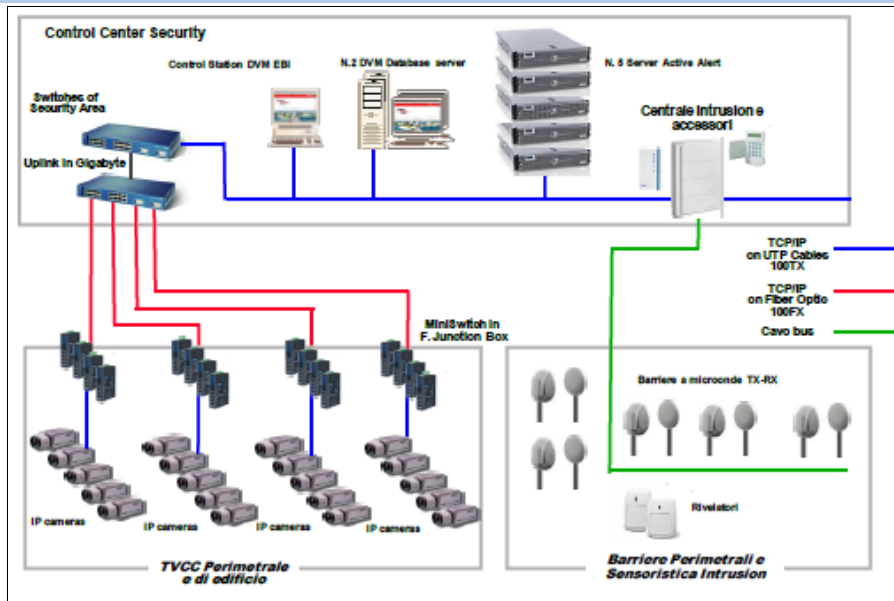 Control Center Security
Control Station DVM EBI
N.2 DVM Database server
N. 5 Server Active Alert
Switches of
Security Area
Centrale Intrusion e
accessori
Uplink in Gigabyte
TCP/IP
on UTP Cables
100TX
TCP/IP
on Fiber Optic
100FX
Cavo bus
MiniSwitch in
F. Junction Box
Barriere a microonde TX-RX
IP cameras
IP cameras
IP cameras
IP cameras
Rivelatori
TVCC Perimetrale
e di edificio
Barriere Perimetrali e
Sensoristica Intrusion